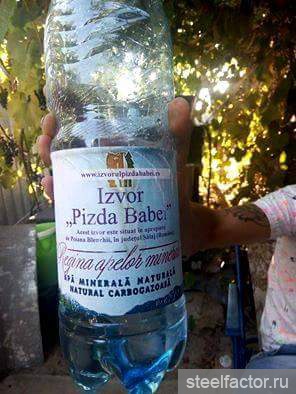 www.izvorulpizdababei.es
Izvor
„Pizda Babei"
Acest izvor este situat în apropiere
de Poiana Blenchii, în județul Sălaj (România)
Regina apelor minerale
APĂ MINERALĂ NATURALĂ
NATURAL CARBOGAZOASĂ
steelfactor.ru